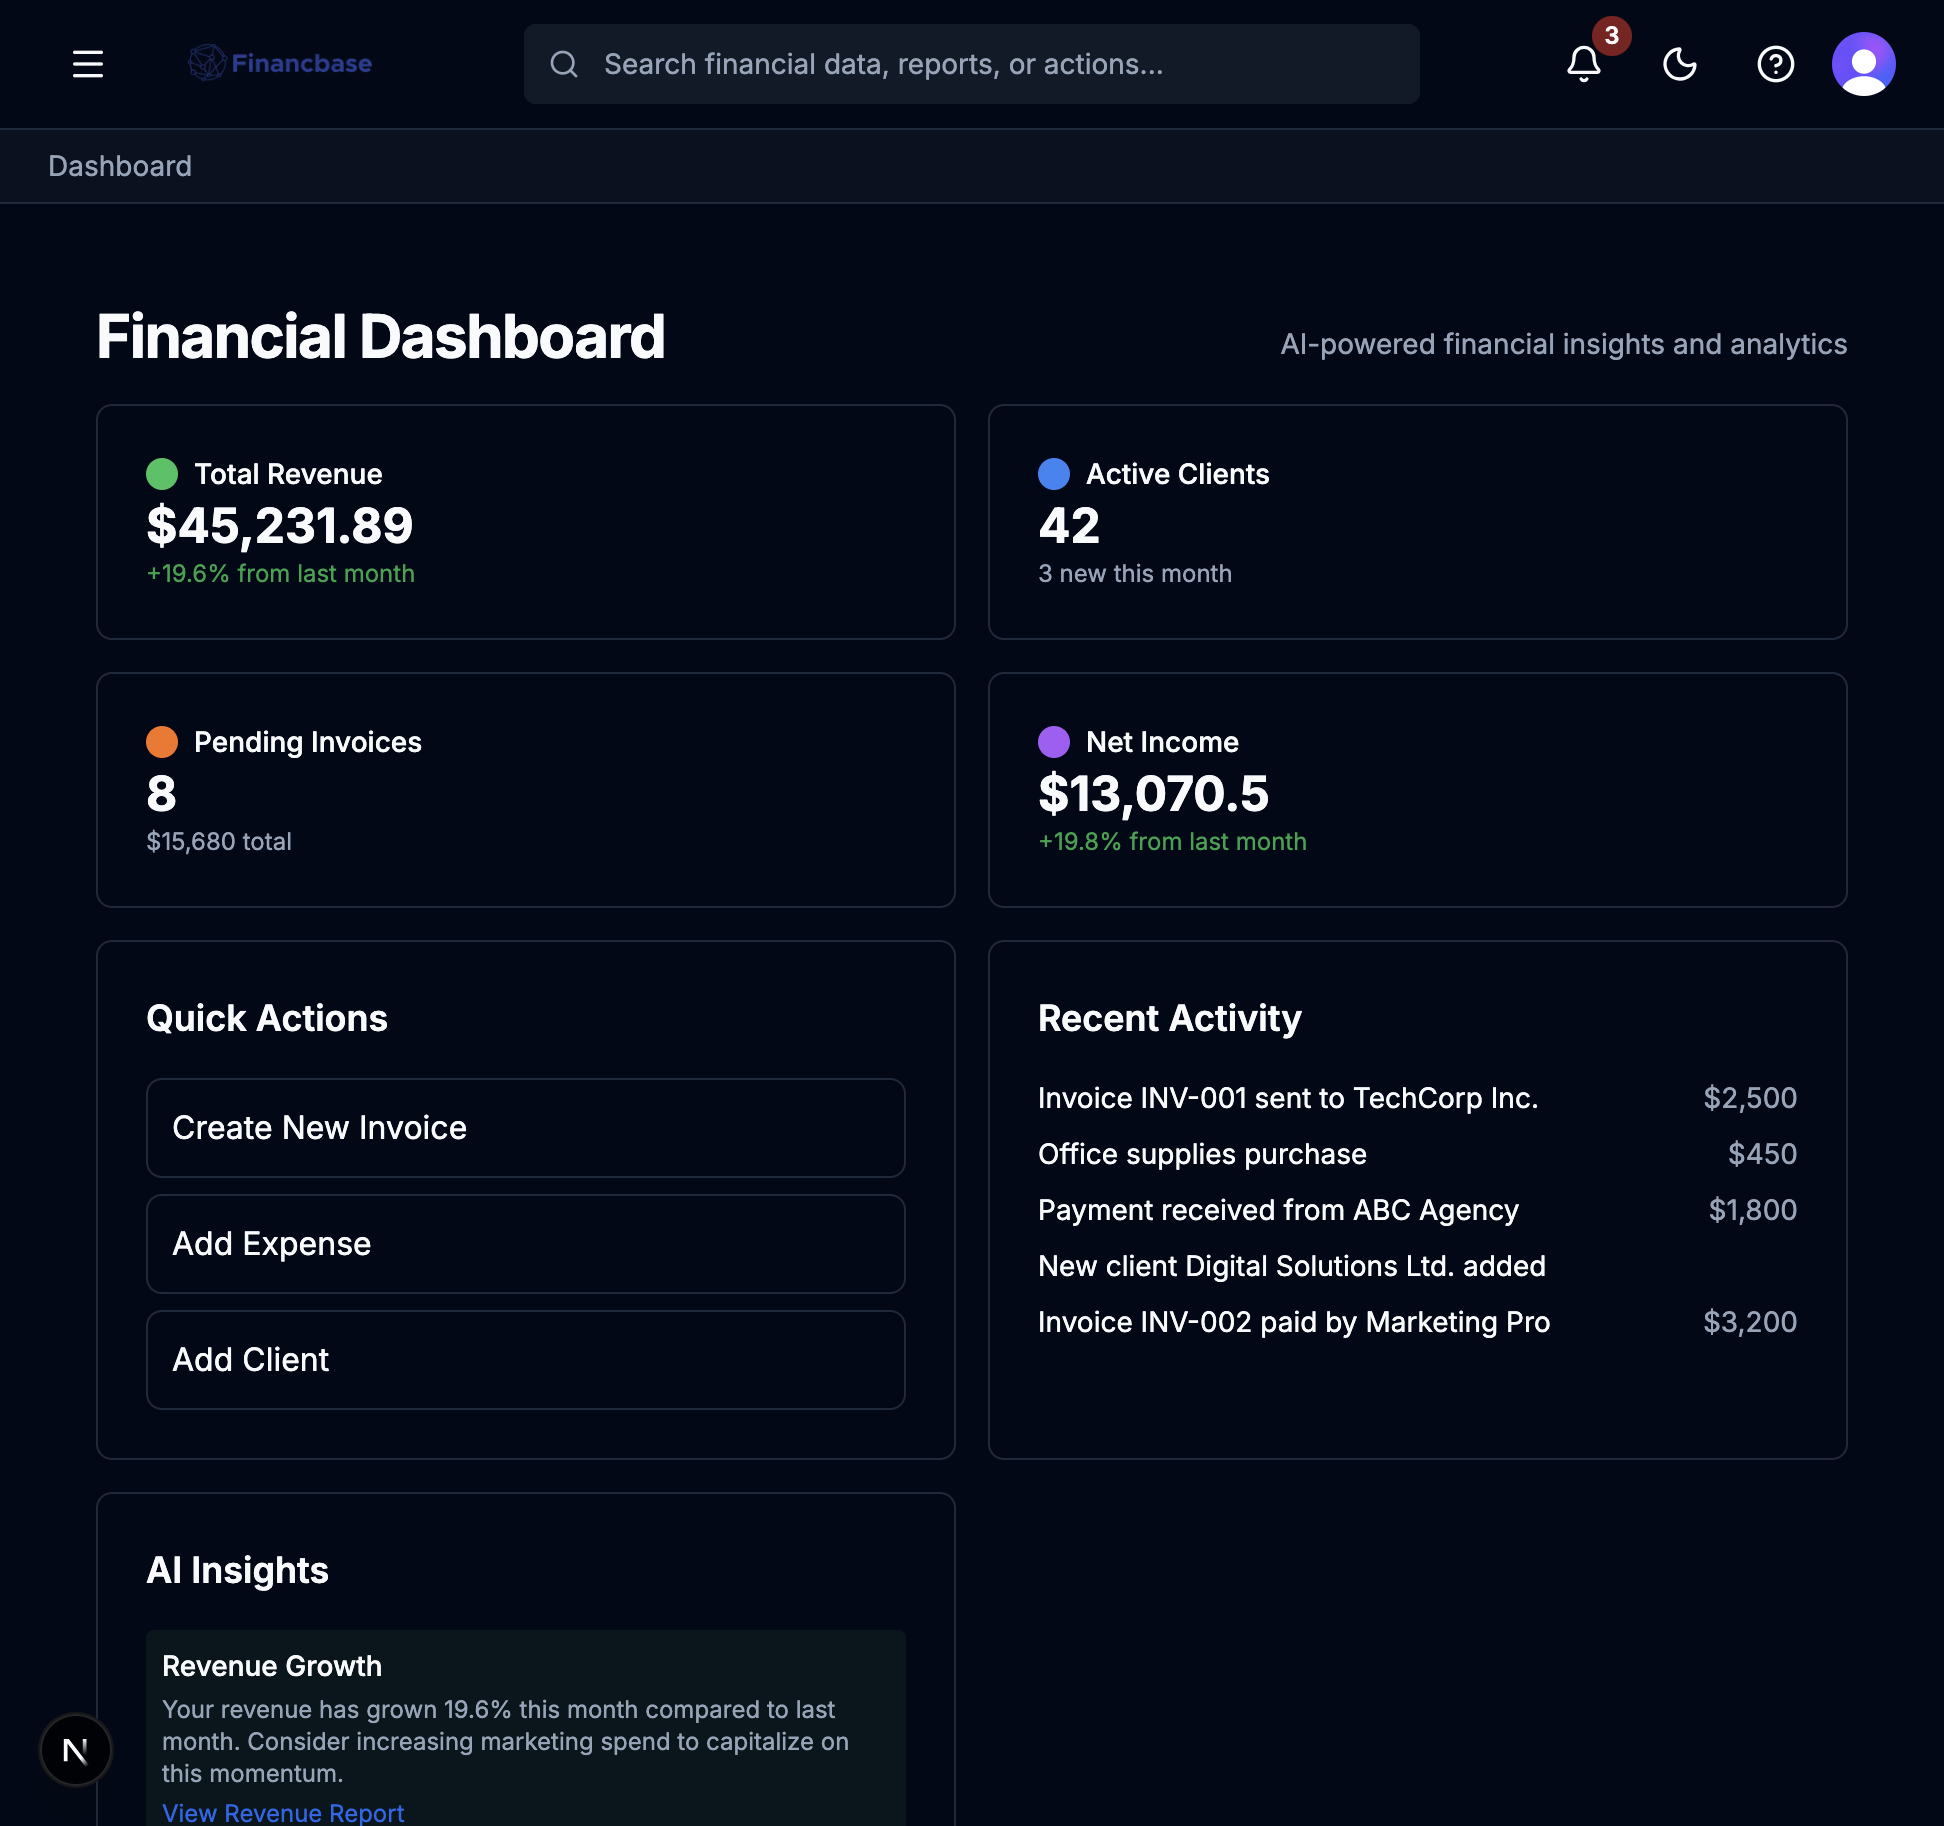 Financbase
Search financial data, reports, or actions...
3
Dashboard
Financial Dashboard
AI-powered financial insights and analytics
Total Revenue
$45,231.89
+19.6% from last month
Active Clients
42
3 new this month
Pending Invoices
8
$15,680 total
Net Income
$13,070.5
+19.8% from last month
Quick Actions
Create New Invoice
Add Expense
Add Client
Recent Activity
Invoice INV-001 sent to TechCorp Inc. $2,500
Office supplies purchase $450
Payment received from ABC Agency $1,800
New client Digital Solutions Ltd. added
Invoice INV-002 paid by Marketing Pro $3,200
AI Insights
Revenue Growth
Your revenue has grown 19.6% this month compared to last
month. Consider increasing marketing spend to capitalize on
this momentum.
View Revenue Report
N